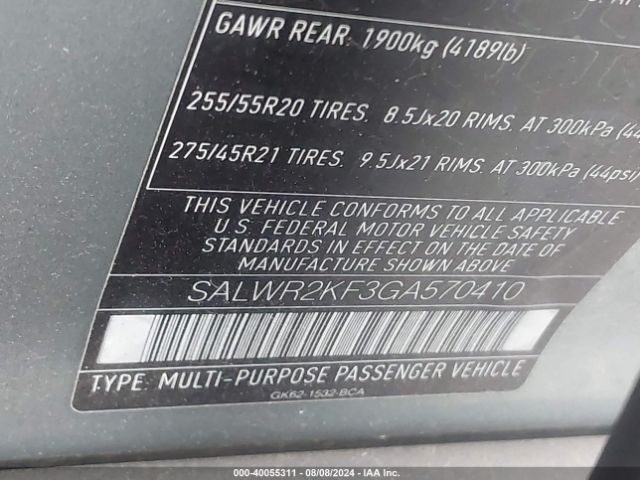 GAWR REAR. 1900kg (4189lb)
255/55R20 TIRES. 8.5Jx20 RIMS. AT 300kPa (44
275/45R21 TIRES. 9.5Jx21 RIMS. AT 300kPa (44psi)
THIS VEHICLE CONFORMS TO ALL APPLICABLE
U.S. FEDERAL MOTOR VEHICLE SAFETY
STANDARDS IN EFFECT ON THE DATE OF
MANUFACTURE SHOWN ABOVE.
SALWR2KF3GA570410
TYPE: MULTI-PURPOSE PASSENGER VEHICLE
GK62-1532-BCA
000-40055311 - 08/08/2024 - IAA Inc.